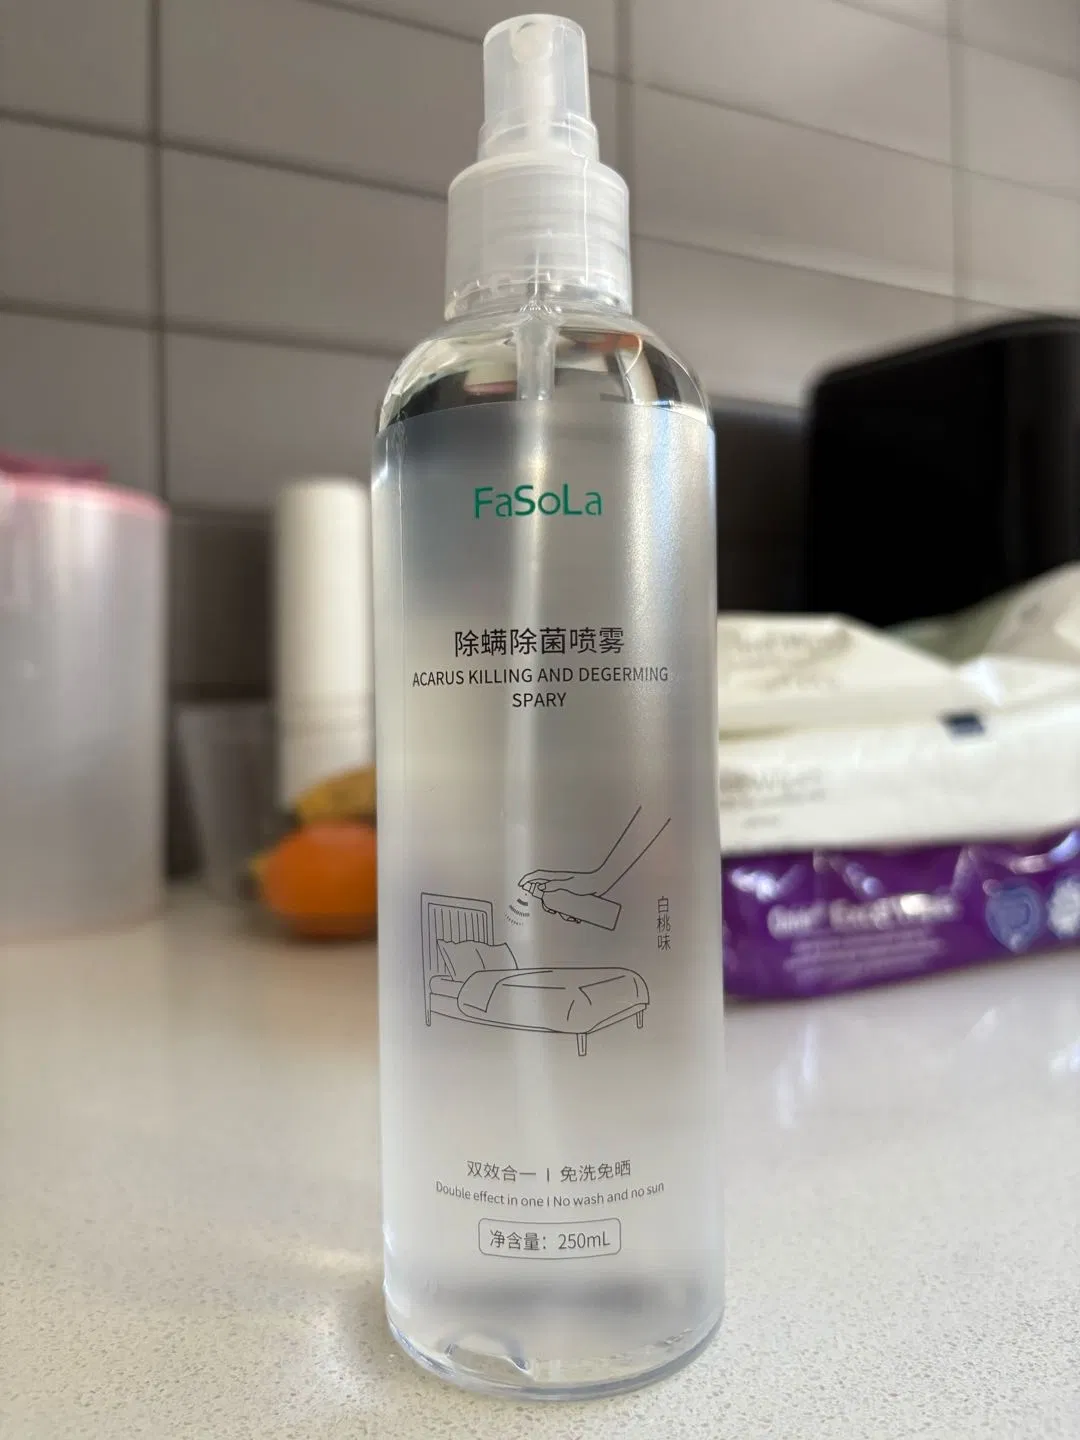 FaSoLa
除螨除菌喷雾
ACARUS KILLING AND DEGERMING
SPARY
白桃味
双效合一 | 免洗免晒
Double effect in one | No wash and no sun
净含量：250mL